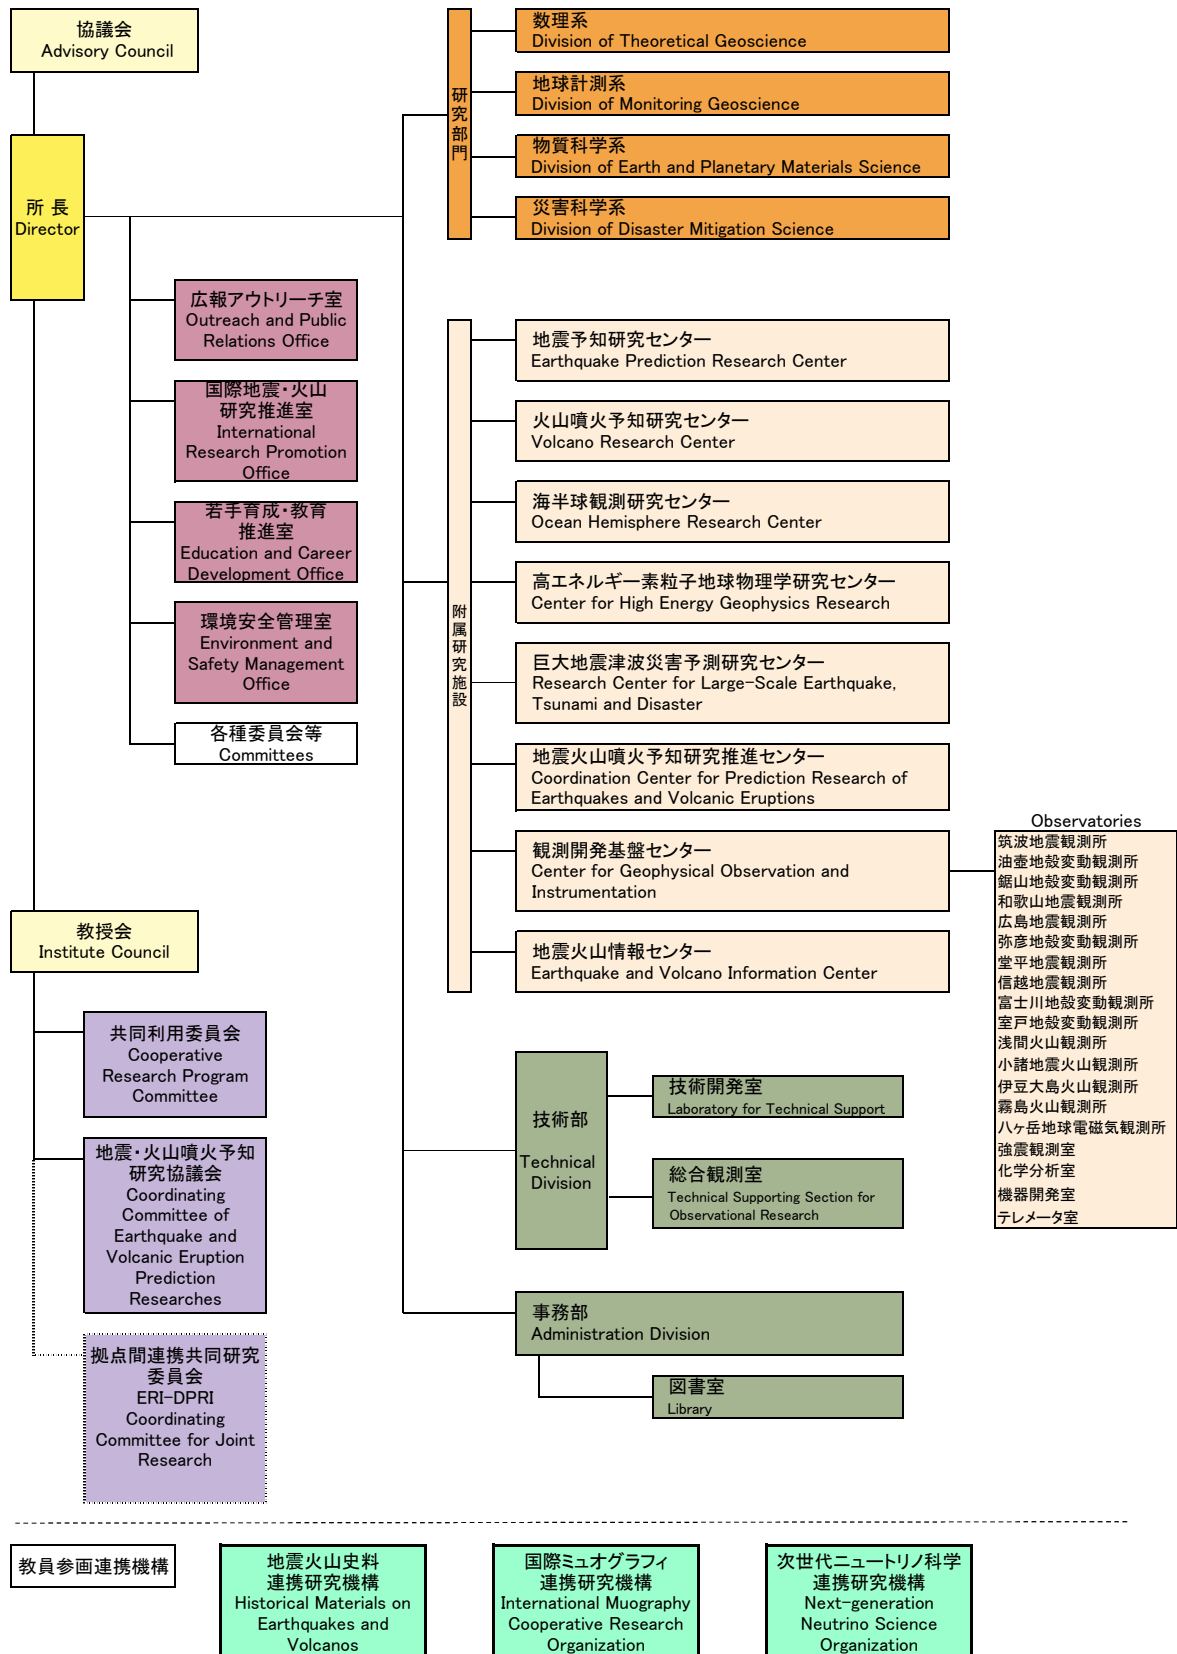 協議会
Advisory Council
所 長
Director
広報アウトリーチ室
Outreach and Public
Relations Office
国際地震・火山
研究推進室
International
Research Promotion
Office
若手育成・教育
推進室
Education and Career
Development Office
環境安全管理室
Environment and
Safety Management
Office
各種委員会等
Committees
研究部門
数理系
Division of Theoretical Geoscience
地球計測系
Division of Monitoring Geoscience
物質科学系
Division of Earth and Planetary Materials Science
災害科学系
Division of Disaster Mitigation Science
附属研究施設
地震予知研究センター
Earthquake Prediction Research Center
火山噴火予知研究センター
Volcano Research Center
海半球観測研究センター
Ocean Hemisphere Research Center
高エネルギー素粒子地球物理学研究センター
Center for High Energy Geophysics Research
巨大地震津波災害予測研究センター
Research Center for Large-Scale Earthquake,
Tsunami and Disaster
地震火山噴火予知研究推進センター
Coordination Center for Prediction Research of
Earthquakes and Volcanic Eruptions
観測開発基盤センター
Center for Geophysical Observation and
Instrumentation
地震火山情報センター
Earthquake and Volcano Information Center
Observatories
筑波地震観測所
油壷地殻変動観測所
鋸山地殻変動観測所
和歌山地震観測所
広島地震観測所
弥彦地殻変動観測所
堂平地震観測所
信越地震観測所
富士川地殻変動観測所
室戸地殻変動観測所
浅間火山観測所
小諸地震火山観測所
伊豆大島火山観測所
霧島火山観測所
八ヶ岳地球電磁気観測所
強震観測室
化学分析室
機器開発室
テレメータ室
教授会
Institute Council
共同利用委員会
Cooperative
Research Program
Committee
地震・火山噴火予知
研究協議会
Coordinating
Committee of
Earthquake and
Volcanic Eruption
Prediction
Researches
拠点間連携共同研究
委員会
ERI-DPRI
Coordinating
Committee for Joint
Research
技術部
Technical
Division
技術開発室
Laboratory for Technical Support
総合観測室
Technical Supporting Section for
Observational Research
事務部
Administration Division
図書室
Library
教員参画連携機構
地震火山史料
連携研究機構
Historical Materials on
Earthquakes and
Volcanos
国際ミュオグラフィ
連携研究機構
International Muography
Cooperative Research
Organization
次世代ニュートリノ科学
連携研究機構
Next-generation
Neutrino Science
Organization